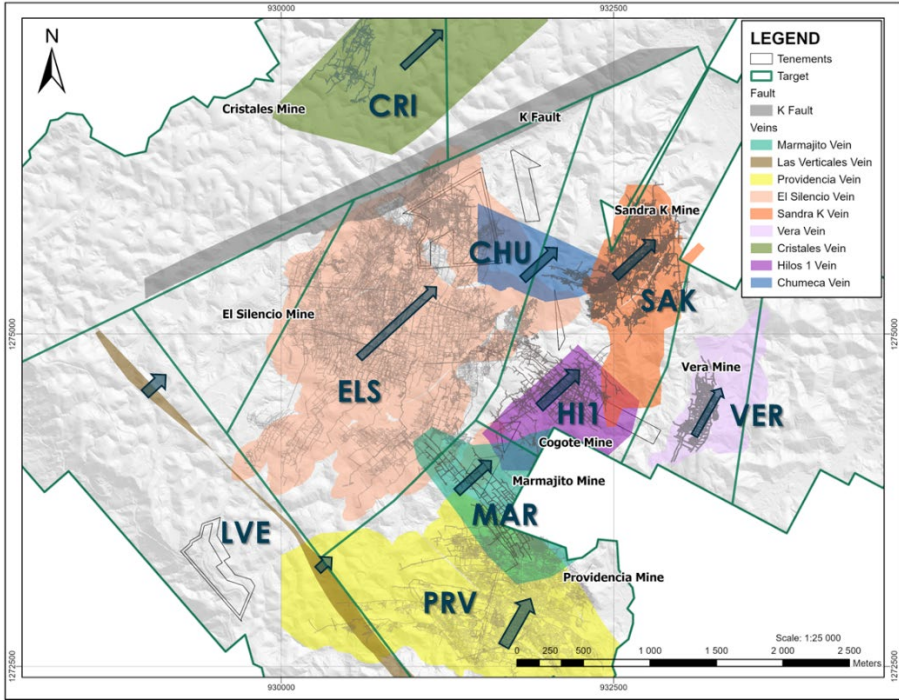 930000
932500
N
LEGEND
Tenements
Target
Fault
K Fault
Veins
Marmajito Vein
Las Verticales Vein
Providencia Vein
El Silencio Vein
Sandra K Vein
Vera Vein
Cristales Vein
Hilos 1 Vein
Chumeca Vein
CRI
Cristales Mine
K Fault
Sandra K Mine
CHU
SAK
El Silencio Mine
1275000
1275000
Vera Mine
ELS
HI1
VER
Cogote Mine
Marmajito Mine
MAR
LVE
Providencia Mine
PRV
Scale: 1:25 000
0 250 500 1 000 1 500 2 000 2 500
Meters
1272500
1272500
930000
932500